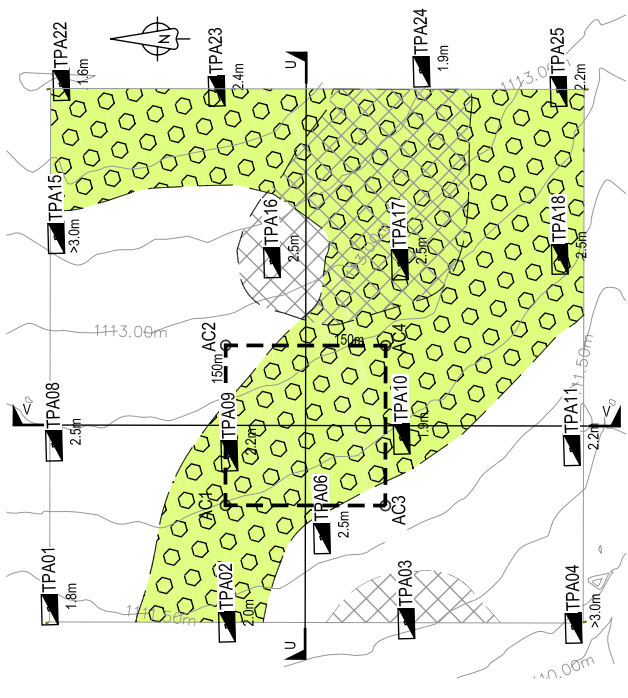 TPA22
1.6m
N
TPA23
2.4m
U
TPA24
1.9m
1113.00m
TPA25
2.2m
TPA15
>3.0m
TPA16
2.5m
TPA17
2.5m
TPA18
2.5m
1113.00m
AC2
150m
150m
AC4
TPA08
2.5m
TPA09
2.2m
TPA10
1.9m
TPA11
2.2m
V
V
AC1
TPA06
2.5m
AC3
TPA01
1.8m
TPA02
2.0m
TPA03
TPA04
>3.0m
U